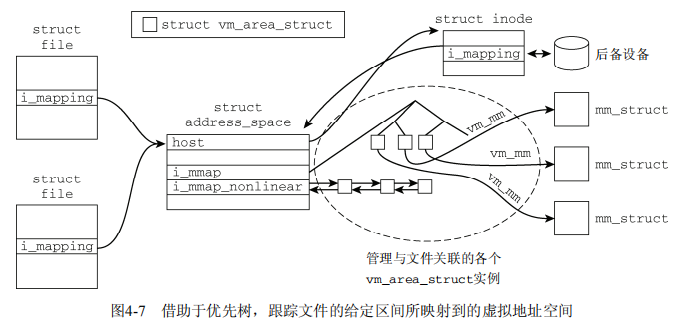 struct vm_area_struct
struct
file
i_mapping
struct
file
i_mapping
struct
address_space
host
i_mmap
i_mmap_nonlinear
struct inode
i_mapping
后备设备
vm_mm
vm_mm
vm_mm
mm_struct
mm_struct
mm_struct
管理与文件关联的各个
vm_area_struct实例
图4-7 借助于优先树，跟踪文件的给定区间所映射到的虚拟地址空间